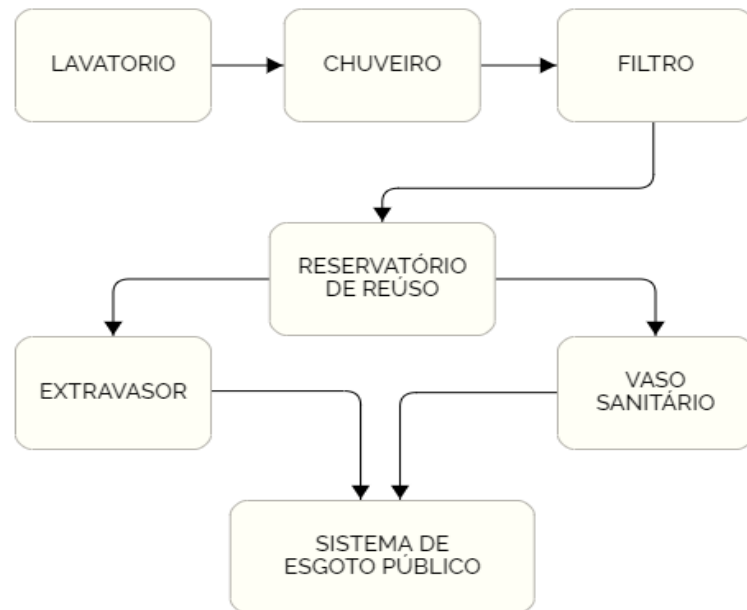 LAVATORIO
CHUVEIRO
FILTRO
RESERVATÓRIO
DE REÚSO
EXTRAVASOR
VASO
SANITÁRIO
SISTEMA DE
ESGOTO PÚBLICO